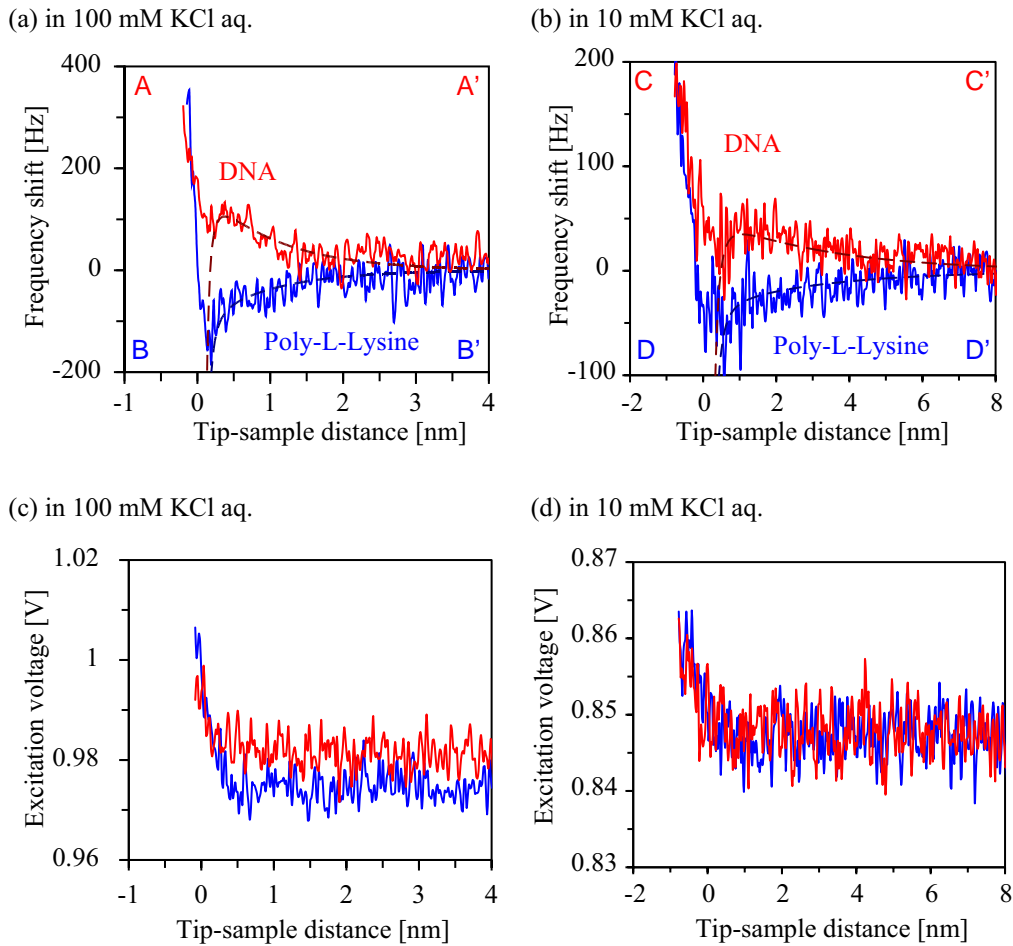 (a) in 100 mM KCl aq.
400
200
0
-200
-1
0
1
2
3
4
Frequency shift [Hz]
Tip-sample distance [nm]
A
A'
DNA
Poly-L-Lysine
B
B'
(b) in 10 mM KCl aq.
200
100
0
-100
-2
0
2
4
6
8
Frequency shift [Hz]
Tip-sample distance [nm]
C
C'
DNA
Poly-L-Lysine
D
D'
(c) in 100 mM KCl aq.
1.02
1
0.98
0.96
-1
0
1
2
3
4
Excitation voltage [V]
Tip-sample distance [nm]
(d) in 10 mM KCl aq.
0.87
0.86
0.85
0.84
0.83
-2
0
2
4
6
8
Excitation voltage [V]
Tip-sample distance [nm]